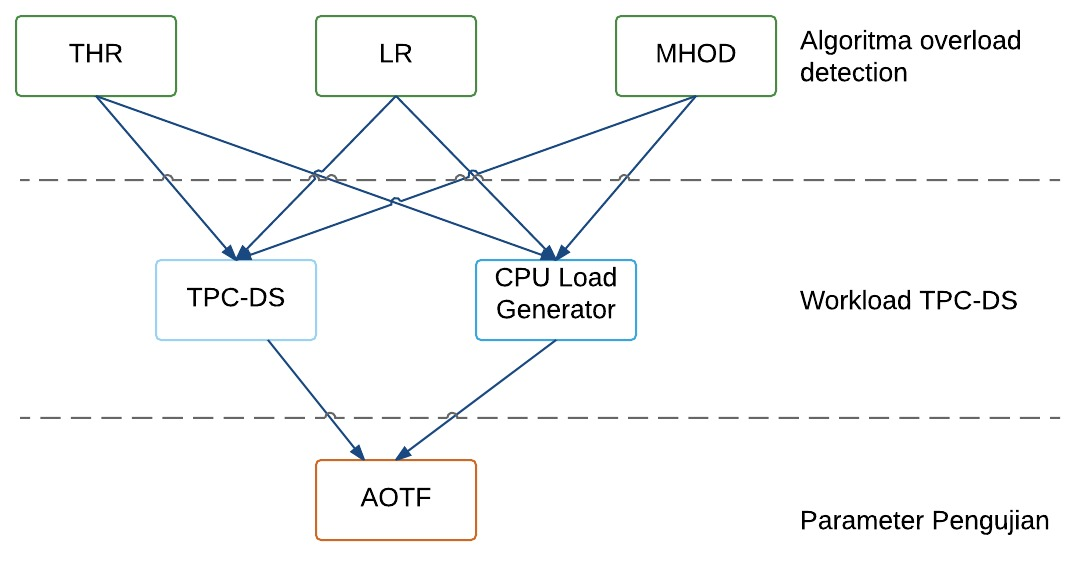 THR
LR
MHOD
Algoritma overload
detection
TPC-DS
CPU Load
Generator
Workload TPC-DS
AOTF
Parameter Pengujian